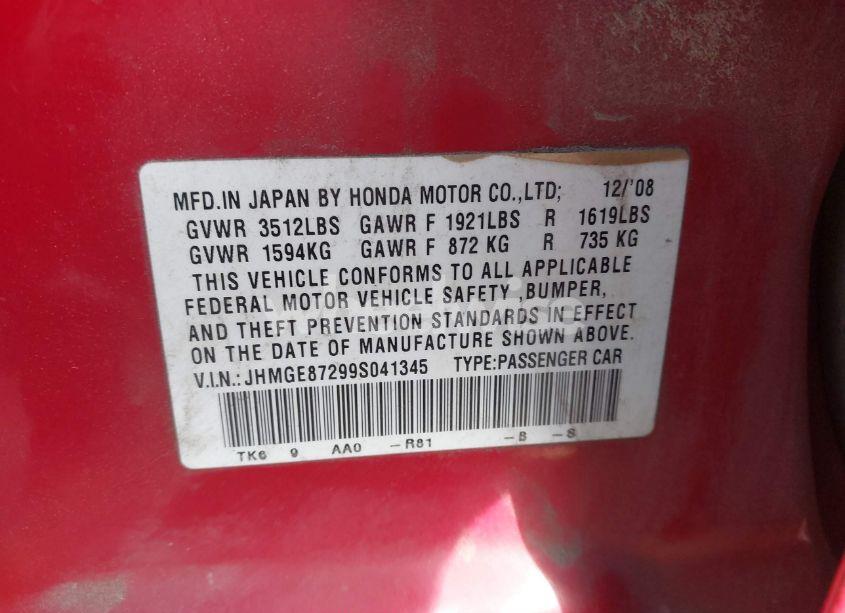 MFD.IN JAPAN BY HONDA MOTOR CO.,LTD; 12/'08
GVWR 3512LBS GAWR F 1921LBS R 1619LBS
GVWR 1594KG GAWR F 872 KG R 735 KG
THIS VEHICLE CONFORMS TO ALL APPLICABLE
FEDERAL MOTOR VEHICLE SAFETY ,BUMPER,
AND THEFT PREVENTION STANDARDS IN EFFECT
ON THE DATE OF MANUFACTURE SHOWN ABOVE.
V.I.N.: JHMGE87299S041345 TYPE:PASSENGER CAR
TK6 9 AA0 -R81 -B -S